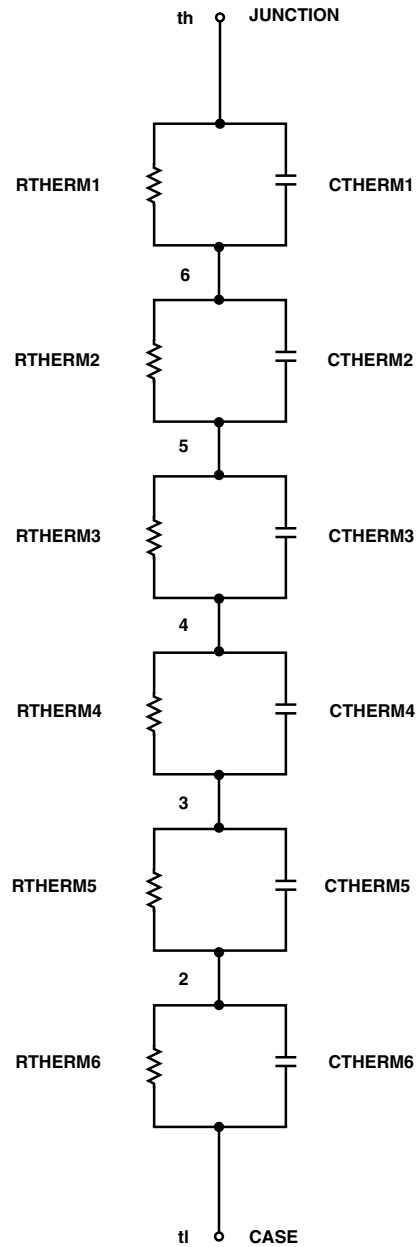 th JUNCTION
RTHERM1 CTHERM1
6
RTHERM2 CTHERM2
5
RTHERM3 CTHERM3
4
RTHERM4 CTHERM4
3
RTHERM5 CTHERM5
2
RTHERM6 CTHERM6
tl CASE